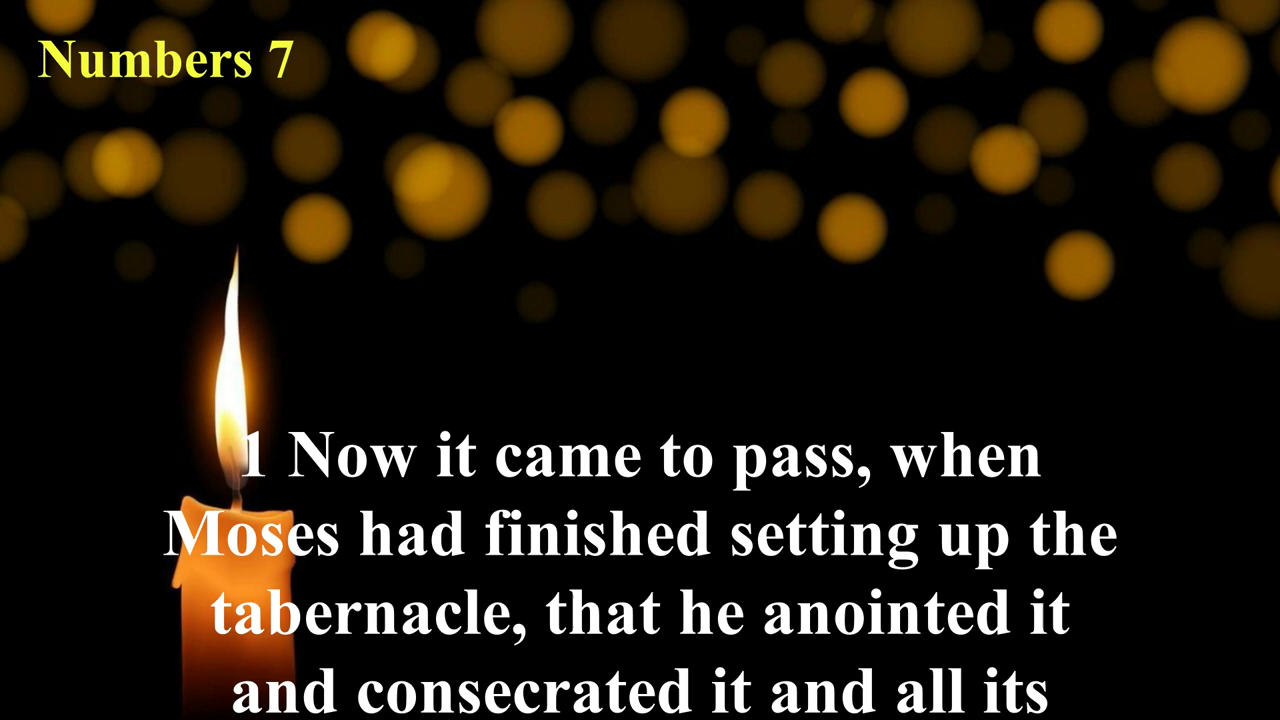 Numbers 7
1 Now it came to pass, when
Moses had finished setting up the
tabernacle, that he anointed it
and consecrated it and all its